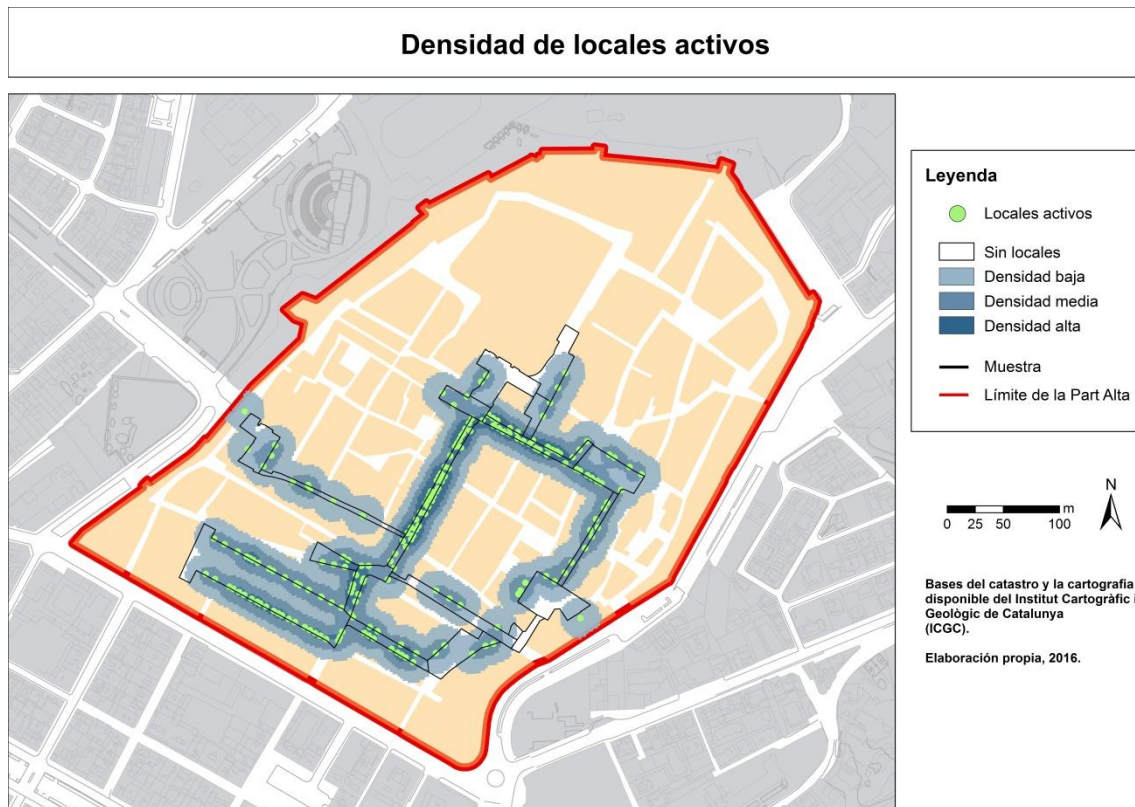 Densidad de locales activos
Leyenda
Locales activos
Sin locales
Densidad baja
Densidad media
Densidad alta
Muestra
Límite de la Part Alta
N
m
0 25 50 100
Bases del catastro y la cartografia
disponible del Institut Cartogràfic i
Geològic de Catalunya
(ICGC).
Elaboración propia, 2016.